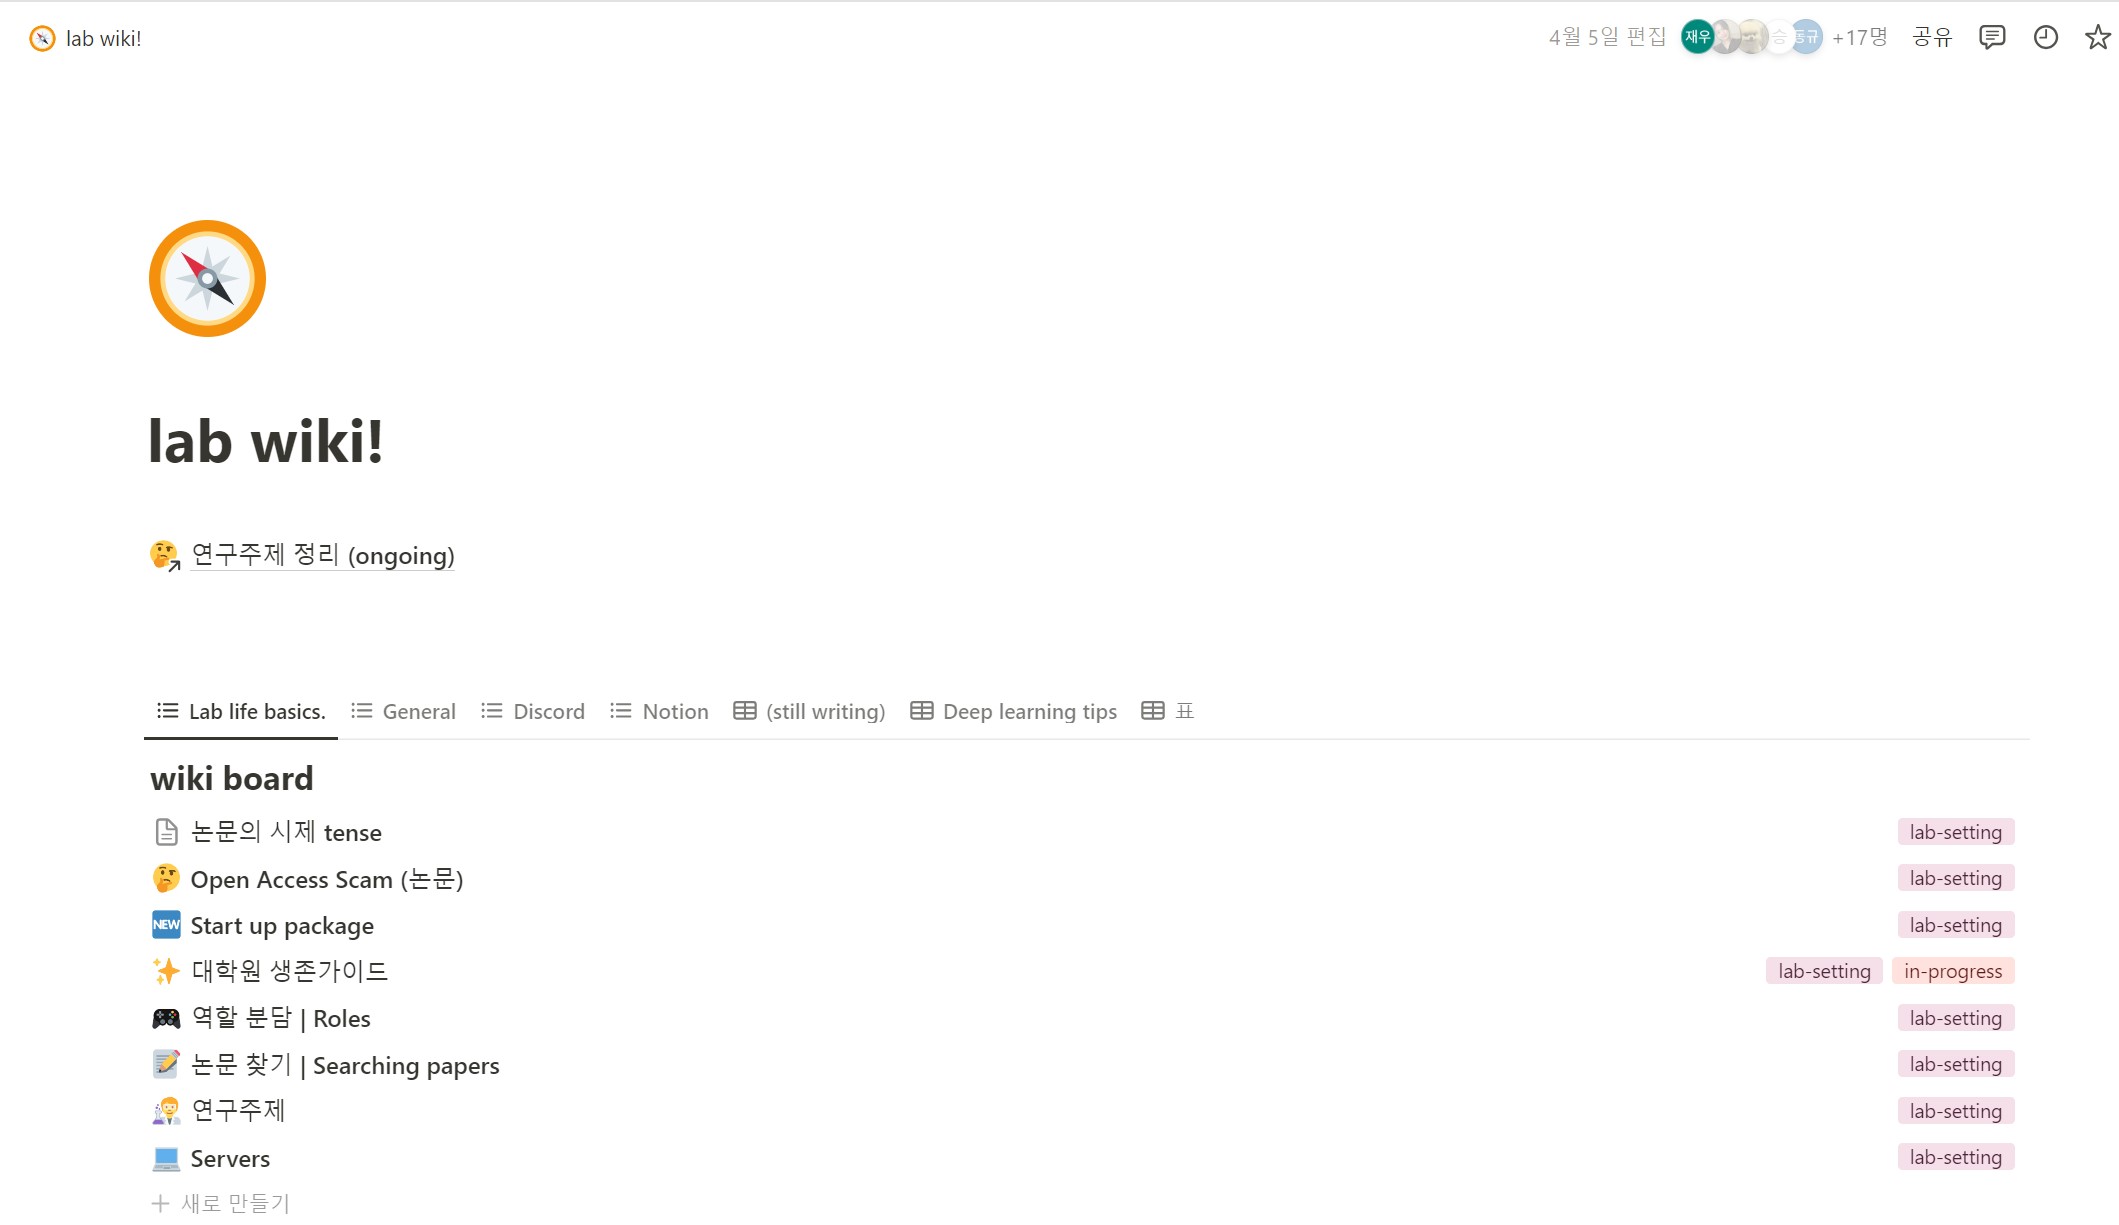 lab wiki!
4월 5일 편집 재우 승 동규 +17명 공유
lab wiki!
연구주제 정리 (ongoing)
Lab life basics. General Discord Notion (still writing) Deep learning tips 표
wiki board
논문의 시제 tense lab-setting
Open Access Scam (논문) lab-setting
NEW Start up package lab-setting
대학원 생존가이드 lab-setting in-progress
역할 분담 | Roles lab-setting
논문 찾기 | Searching papers lab-setting
연구주제 lab-setting
Servers lab-setting
새로 만들기